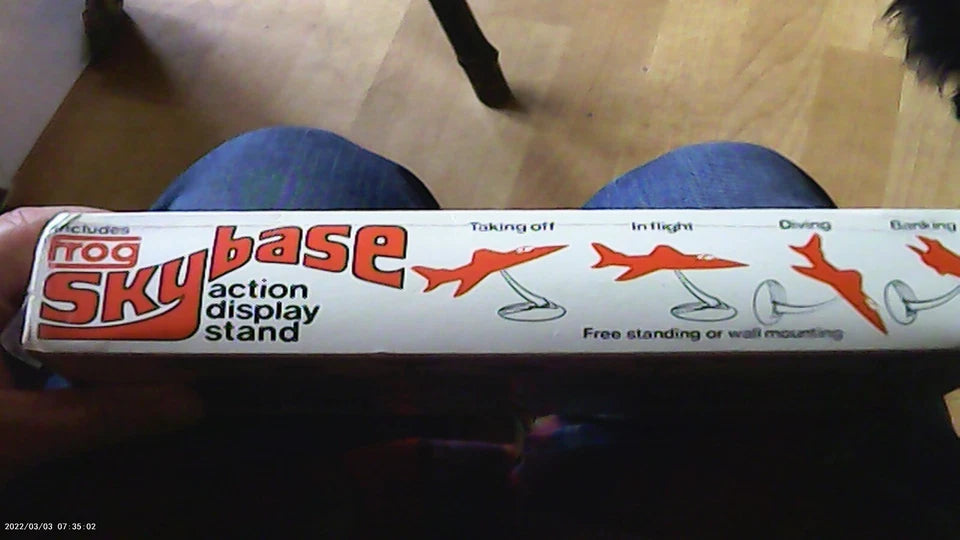 includes
FROG
Skybase
action
display
stand
Taking off
In flight
Diving
Banking
Free standing or wall mounting
2022/03/03 07:35:02